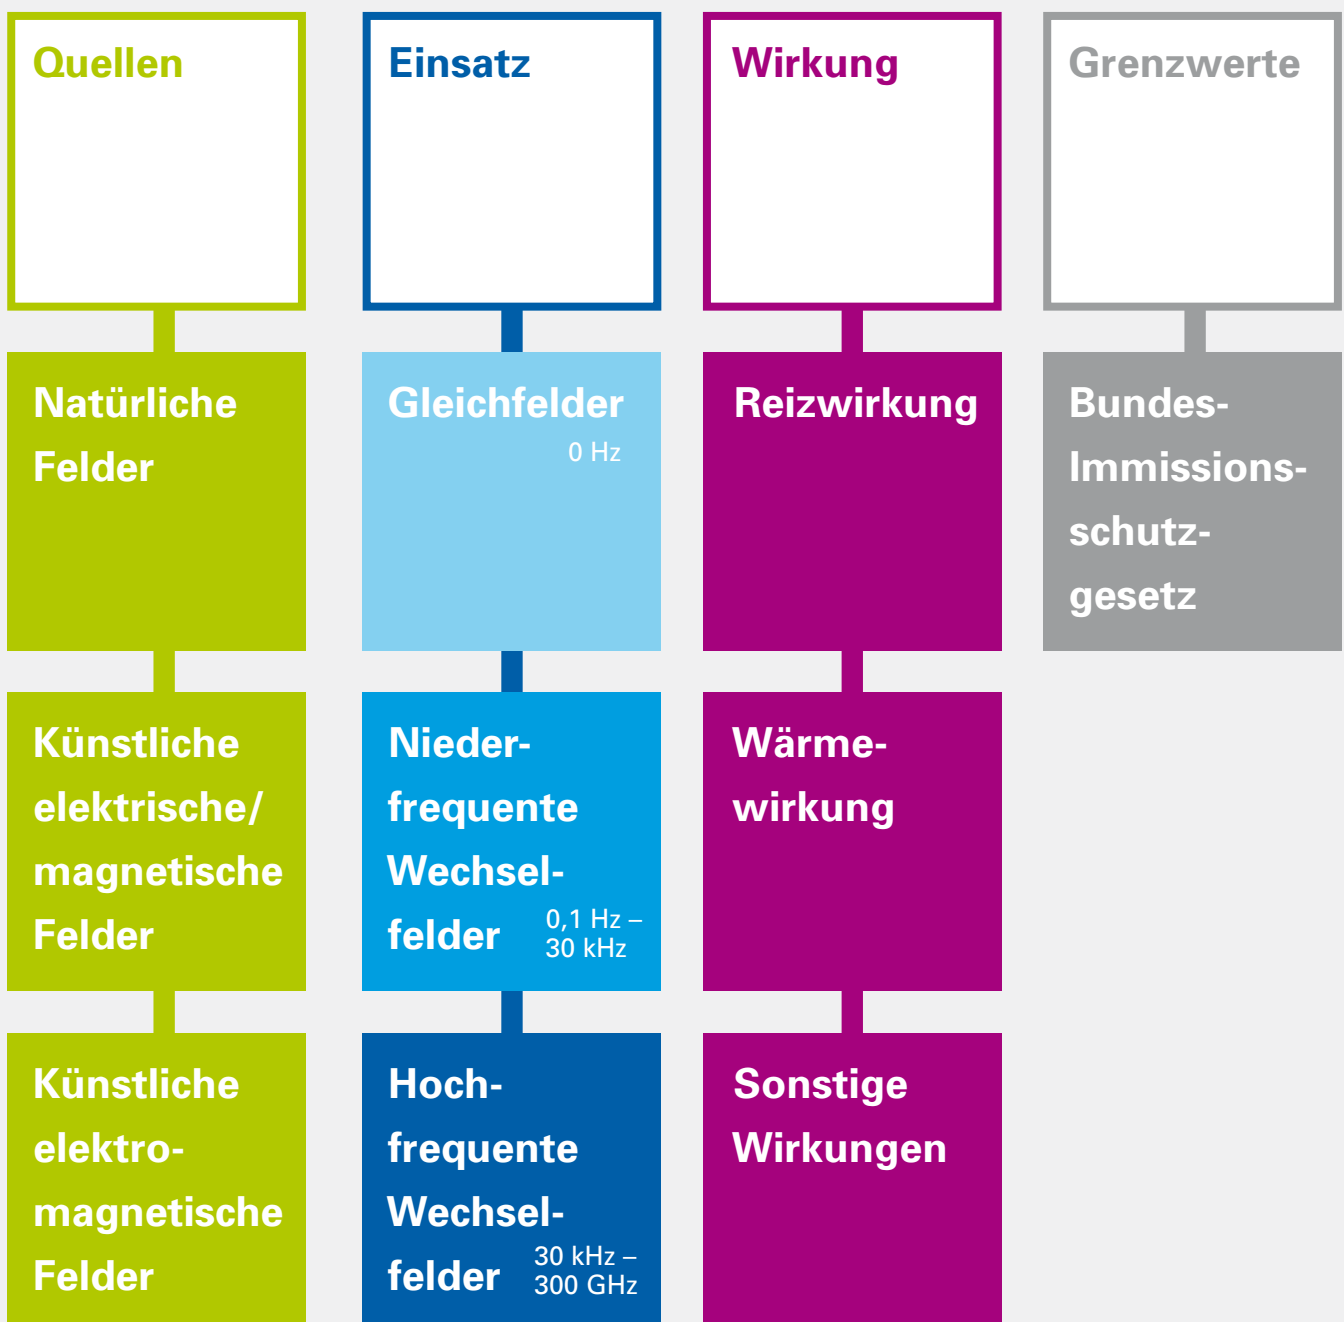 Quellen
Natürliche
Felder
Künstliche
elektrische/
magnetische
Felder
Künstliche
elektro-
magnetische
Felder
Einsatz
Gleichfelder
0 Hz
Nieder-
frequente
Wechsel-
felder
0,1 Hz –
30 kHz
Hoch-
frequente
Wechsel-
felder
30 kHz –
300 GHz
Wirkung
Reizwirkung
Wärme-
wirkung
Sonstige
Wirkungen
Grenzwerte
Bundes-
Immissions-
schutz-
gesetz